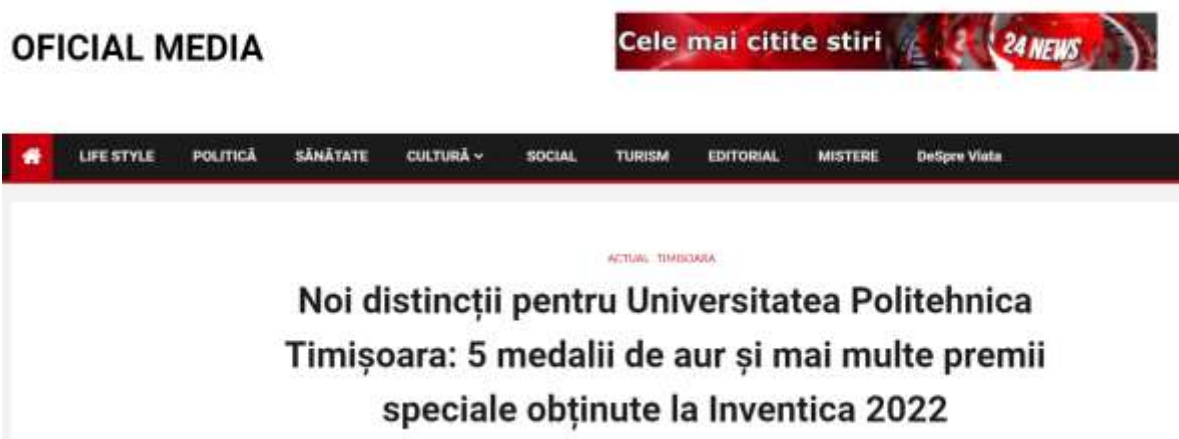 OFICIAL MEDIA
Cele mai citite stiri
24 NEWS
LIFE STYLE POLITICĂ SĂNĂTATE CULTURĂ SOCIAL TURISM EDITORIAL MISTERE DeSpre Viata
ACTUAL TIMISOARA
Noi distincții pentru Universitatea Politehnica
Timișoara: 5 medalii de aur și mai multe premii
speciale obținute la Inventica 2022